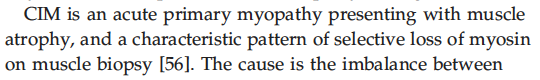 CIM is an acute primary myopathy presenting with muscle
atrophy, and a characteristic pattern of selective loss of myosin
on muscle biopsy [56]. The cause is the imbalance between